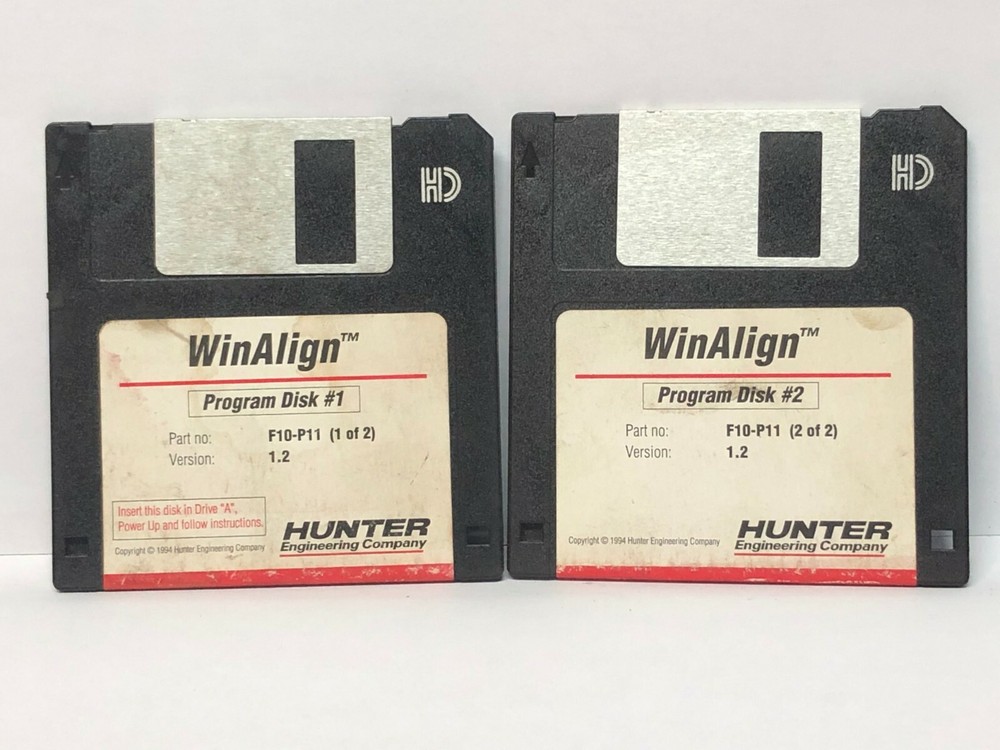 HD
WinAlign™
Program Disk #1
Part no: F10-P11 (1 of 2)
Version: 1.2
Insert this disk in Drive "A",
Power Up and follow instructions.
Copyright © 1994 Hunter Engineering Company
HUNTER
Engineering Company
HD
WinAlign™
Program Disk #2
Part no: F10-P11 (2 of 2)
Version: 1.2
Copyright © 1994 Hunter Engineering Company
HUNTER
Engineering Company